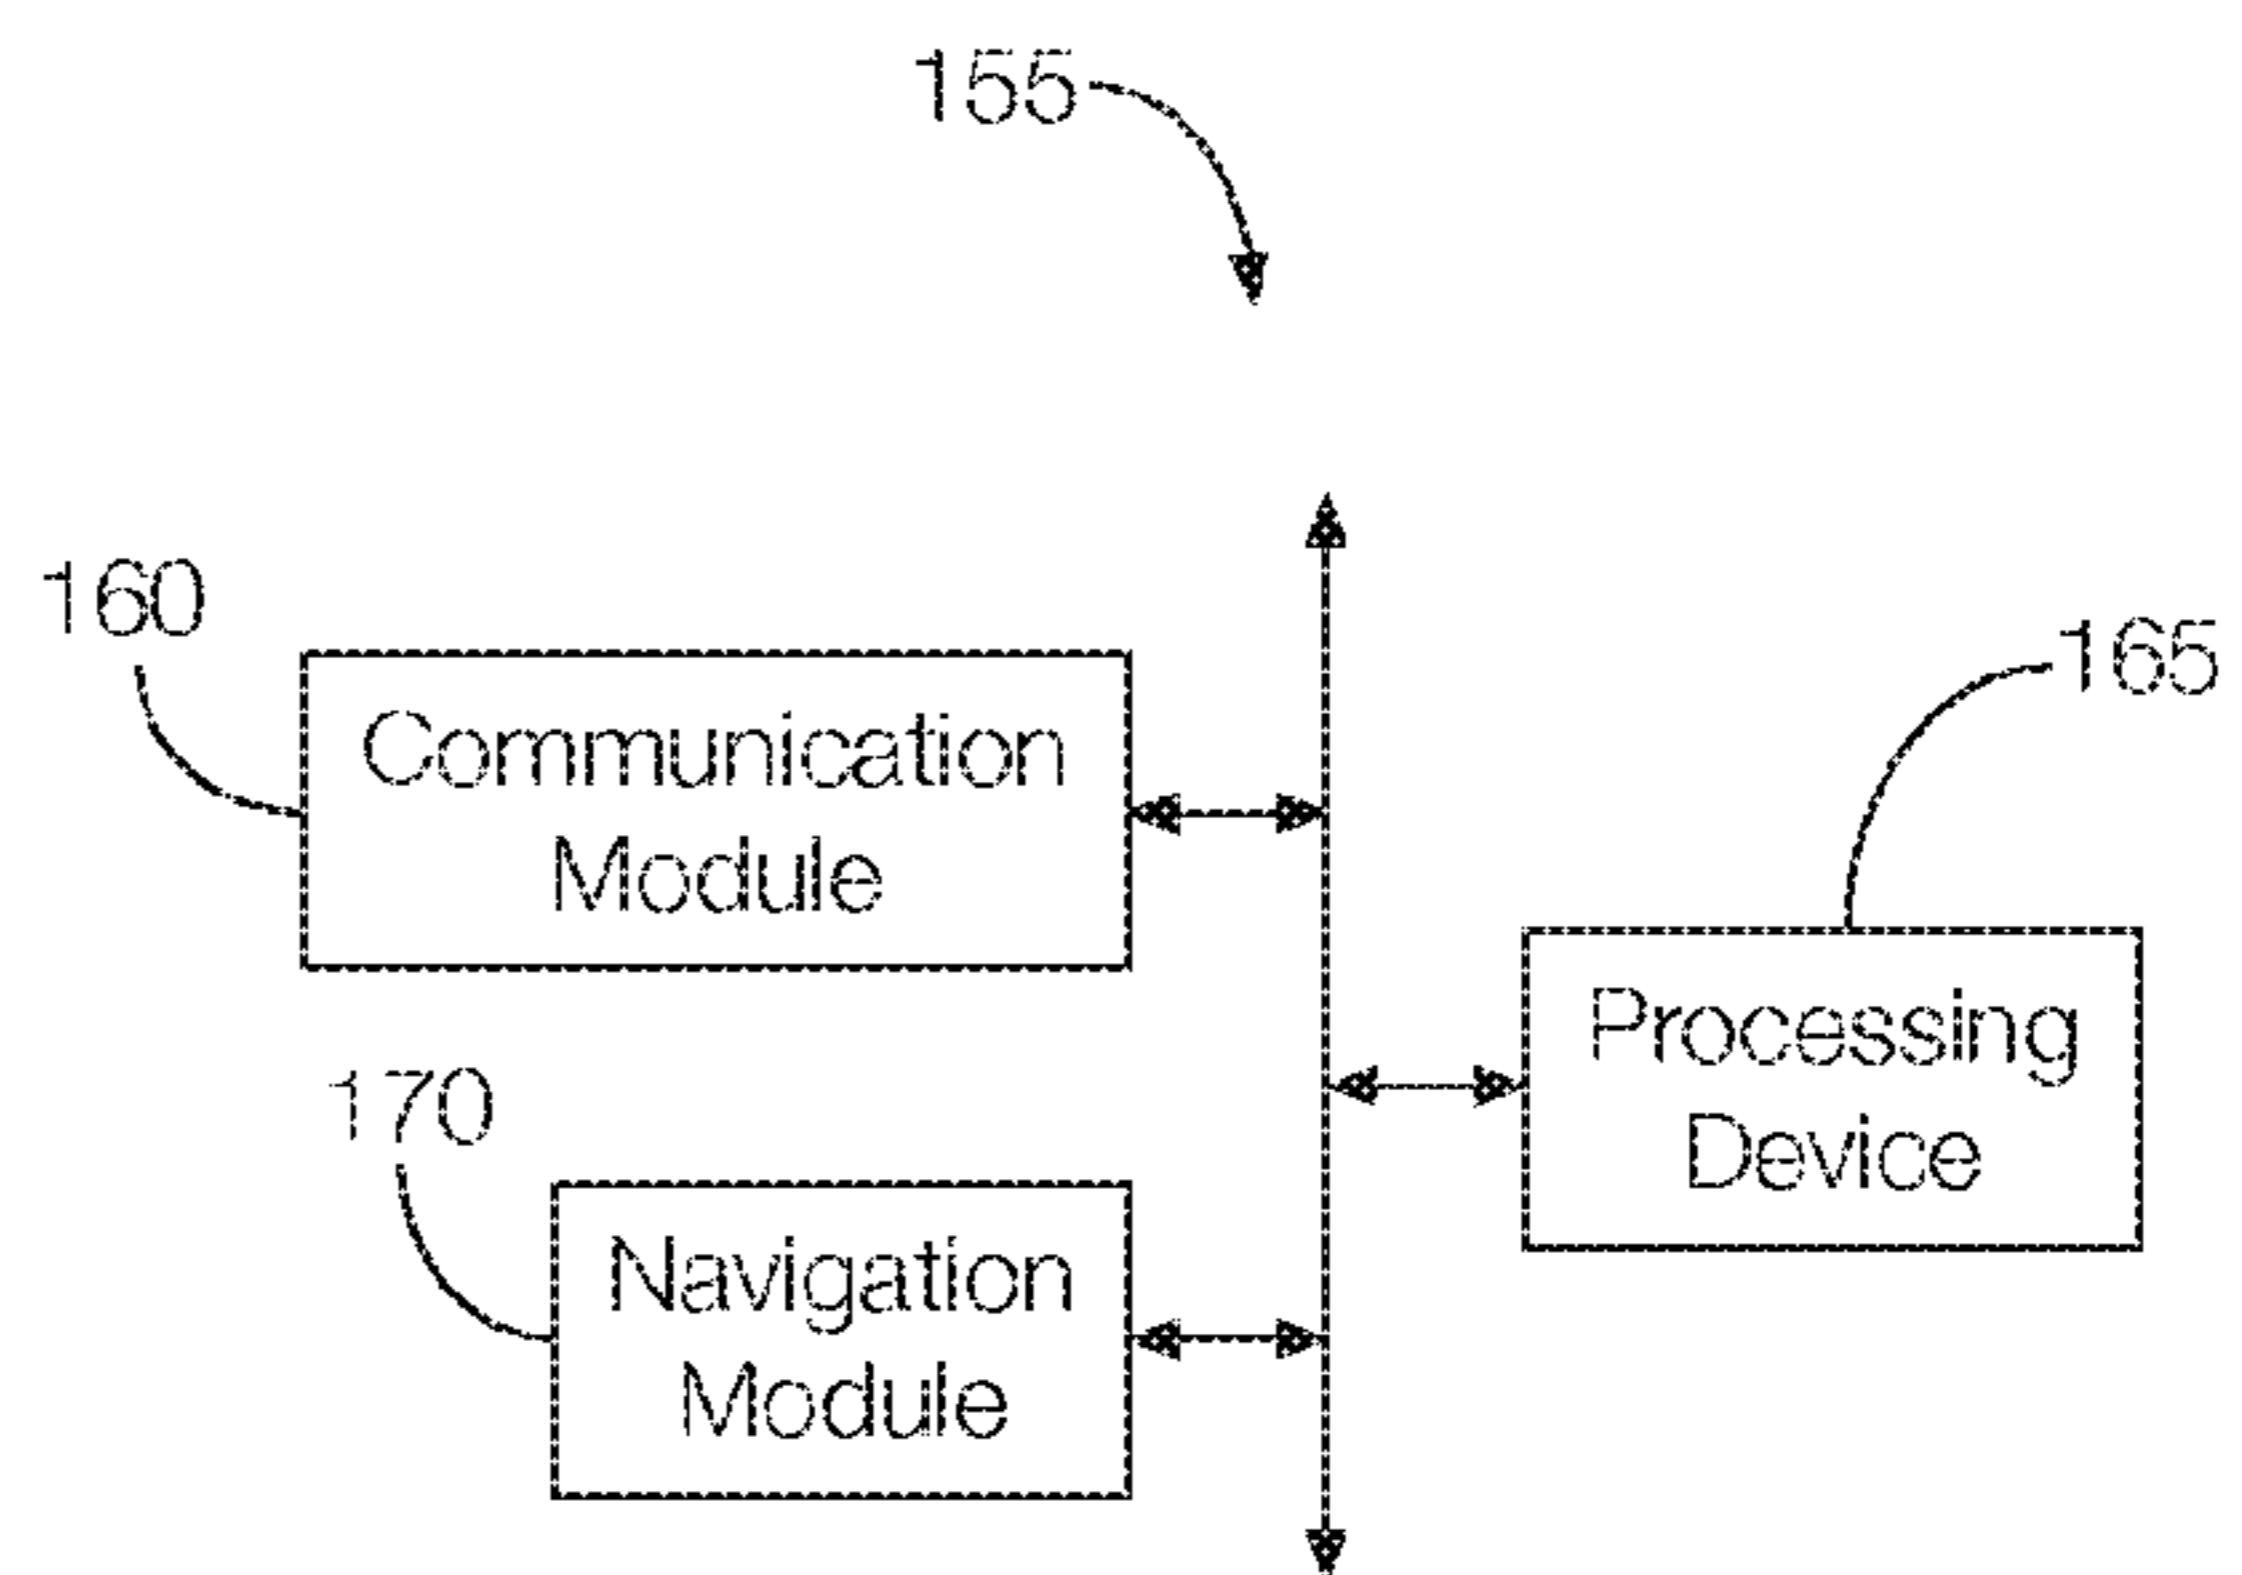 155
160
Communication
Module
165
Processing
Device
170
Navigation
Module